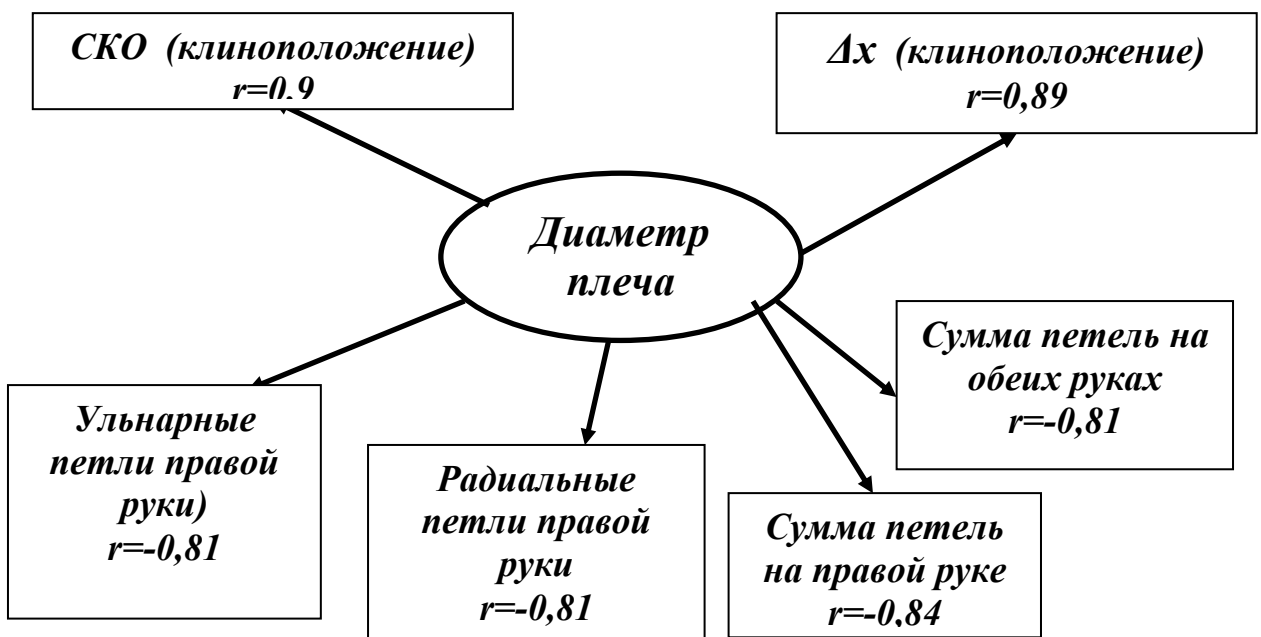 СКО (клиноположение)
r=0,9
Δx (клиноположение)
r=0,89
Диаметр
плеча
Сумма петель на
обеих руках
r=-0,81
Ульнарные
петли правой
руки)
r=-0,81
Радиальные
петли правой
руки
r=-0,81
Сумма петель
на правой руке
r=-0,84